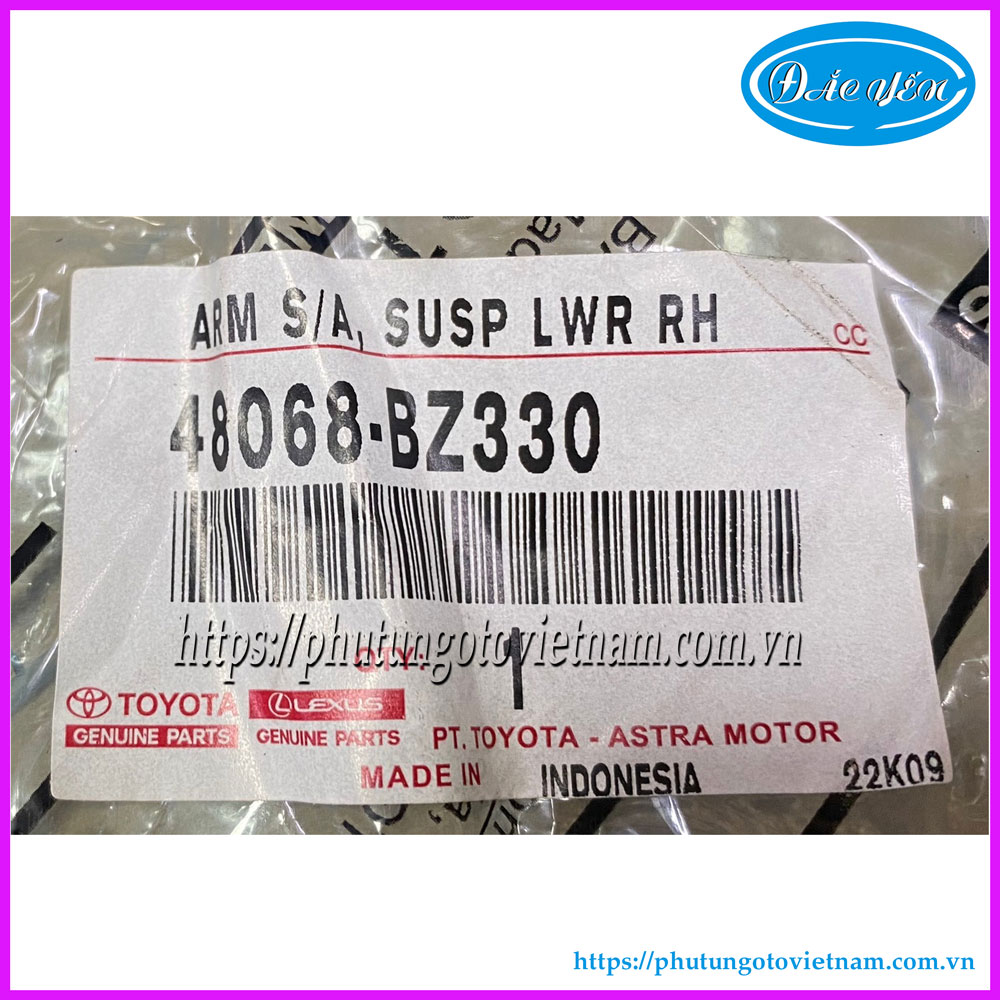 ĐẮC YẾN
ARM S/A, SUSP LWR RH
CC
48068-BZ330
https://phutungotovietnam.com.vn
QTY:
1
TOYOTA
GENUINE PARTS
LEXUS
GENUINE PARTS
PT. TOYOTA - ASTRA MOTOR
MADE IN INDONESIA
22K09
https://phutungotovietnam.com.vn